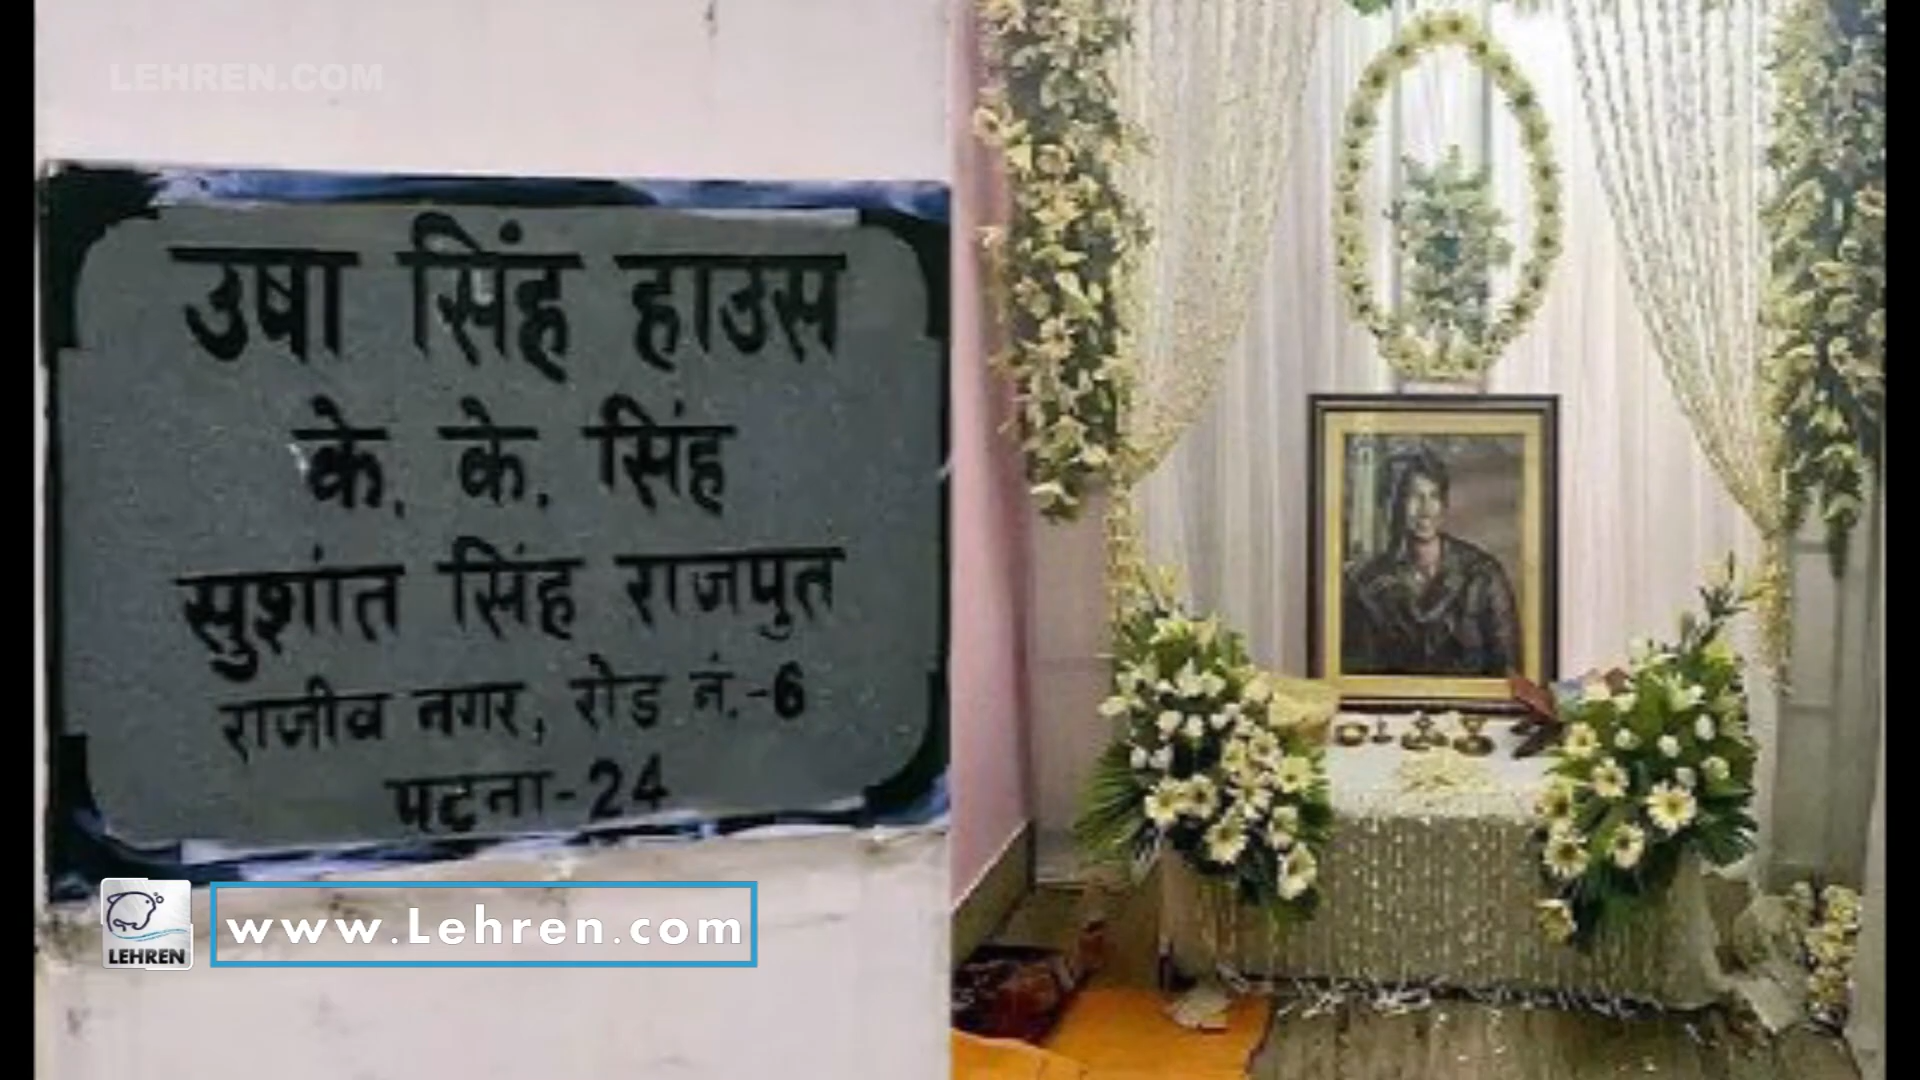 LEHREN.COM
उषा सिंह हाउस
के. के. सिंह
सुशांत सिंह राजपुत
राजीव नगर, रोड नं.-6
पटना-24
LEHREN
www.Lehren.com